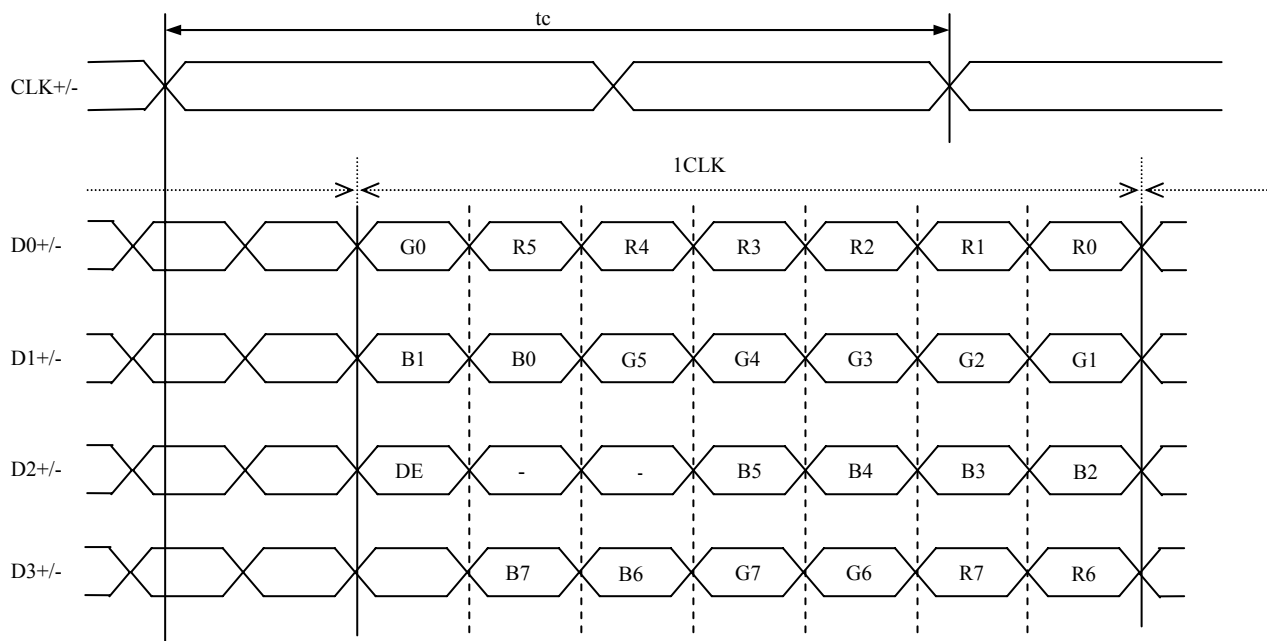 tc
CLK+/-
1CLK
D0+/- G0 R5 R4 R3 R2 R1 R0
D1+/- B1 B0 G5 G4 G3 G2 G1
D2+/- DE - - B5 B4 B3 B2
D3+/- B7 B6 G7 G6 R7 R6